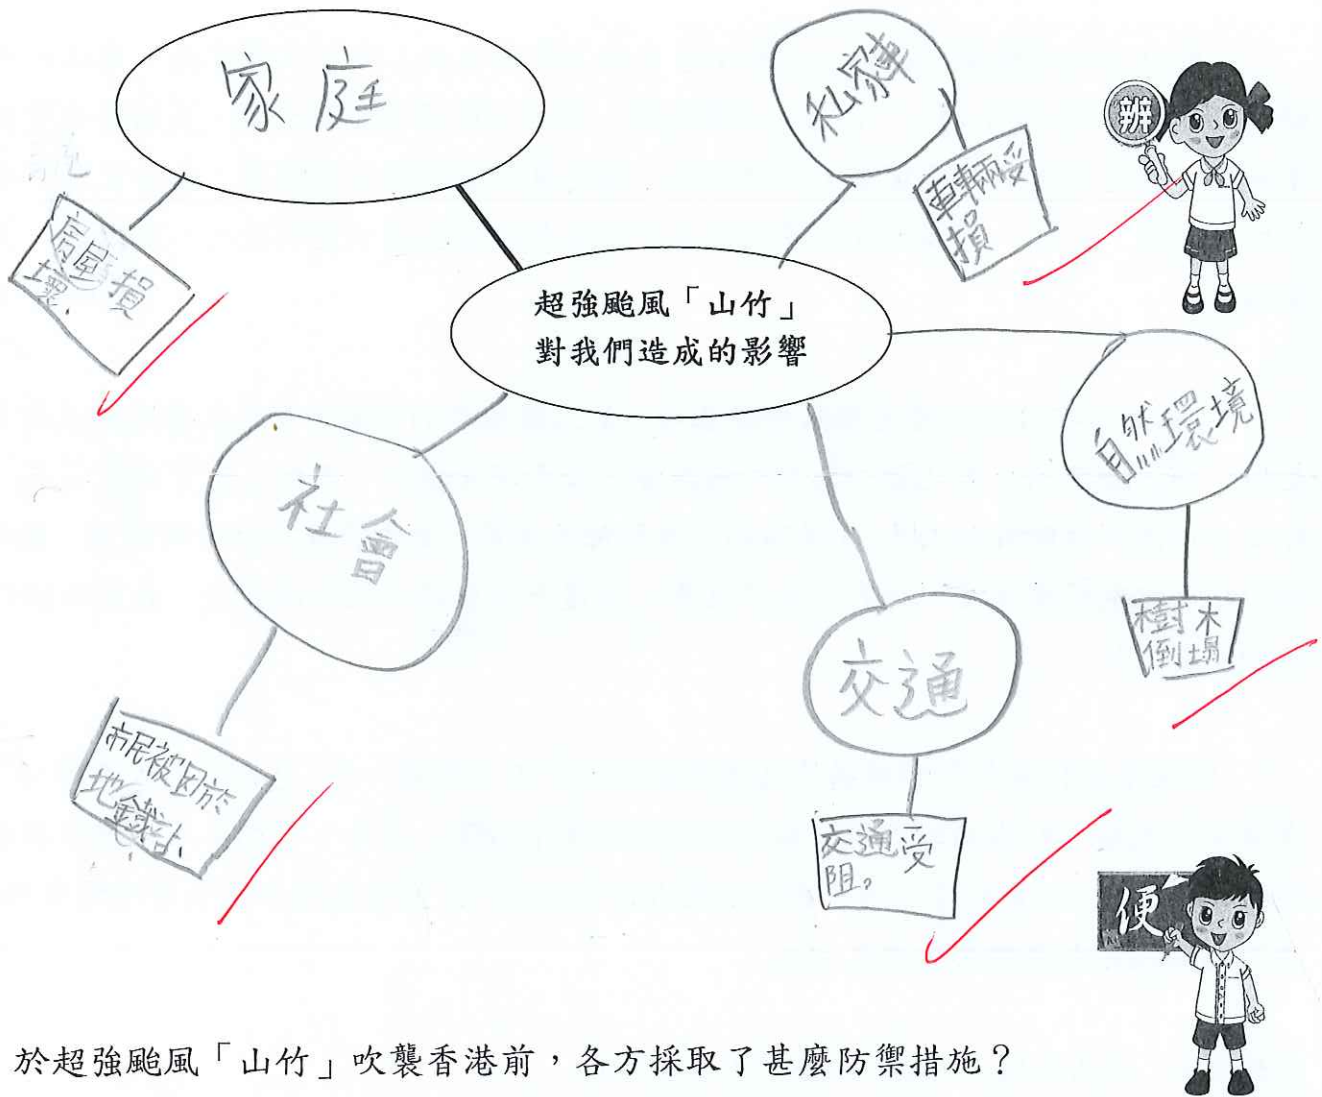 家庭
私家車
辨
車輛受
損
房屋損
壞.
超強颱風「山竹」
對我們造成的影響
自然環境
社會
樹木
倒塌
交通
市民被困於
地鐵站
交通受
阻。
便
於超強颱風「山竹」吹襲香港前，各方採取了甚麼防禦措施？